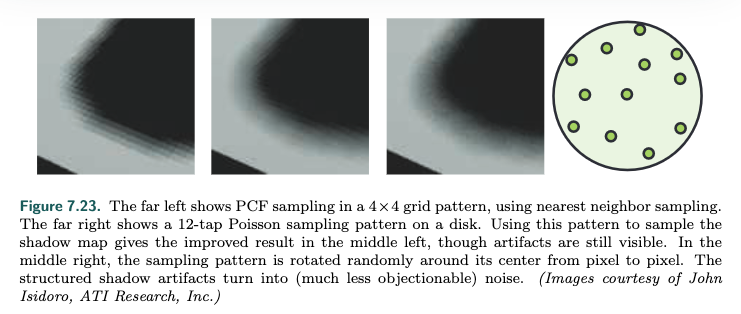 Figure 7.23. The far left shows PCF sampling in a 4×4 grid pattern, using nearest neighbor sampling.
The far right shows a 12-tap Poisson sampling pattern on a disk. Using this pattern to sample the
shadow map gives the improved result in the middle left, though artifacts are still visible. In the
middle right, the sampling pattern is rotated randomly around its center from pixel to pixel. The
structured shadow artifacts turn into (much less objectionable) noise. (Images courtesy of John
Isidoro, ATI Research, Inc.)